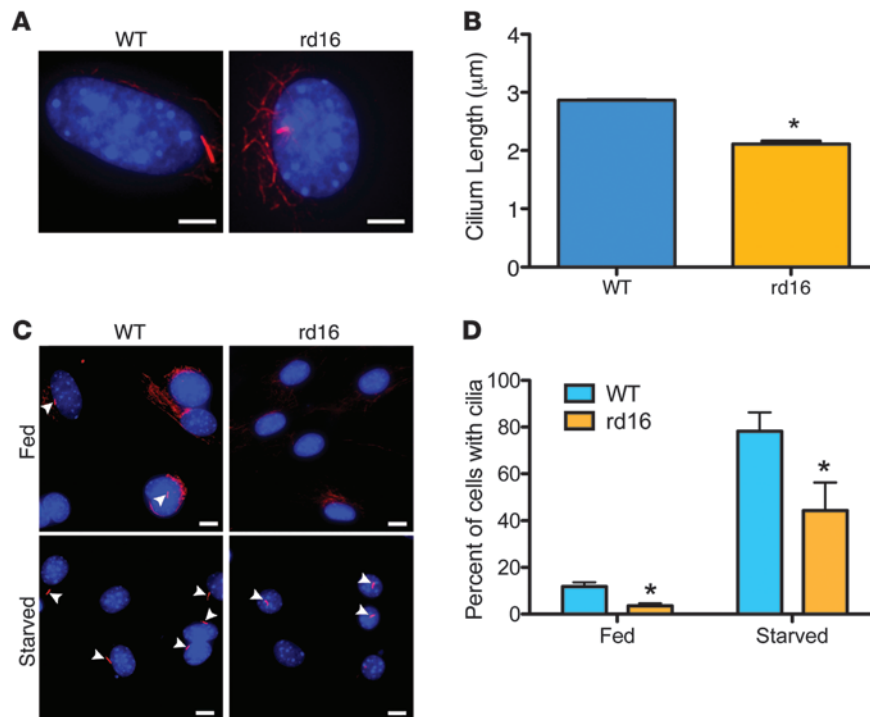 A
WT
rd16
B
Cilium Length (μm)
4
3
2
1
0
*
WT
rd16
C
WT
rd16
Fed
Starved
D
Percent of cells with cilia
100
80
60
40
20
0
WT
rd16
*
*
Fed
Starved